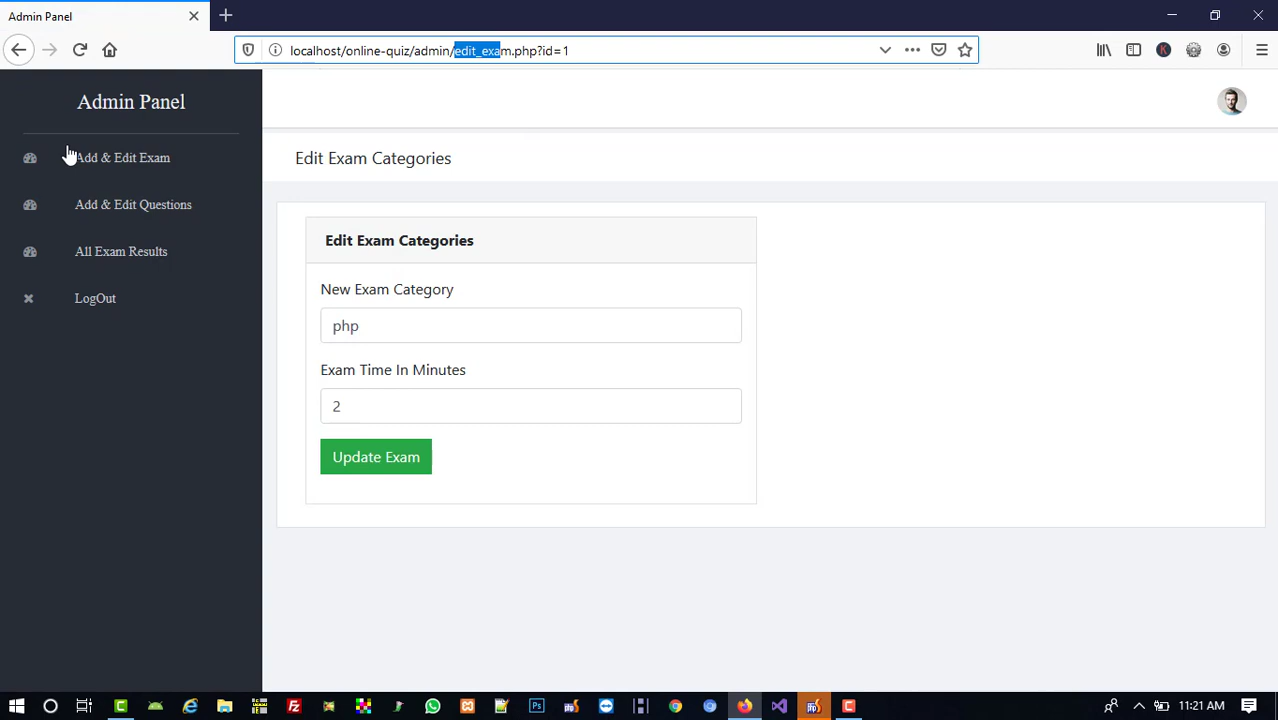 Admin Panel
localhost/online-quiz/admin/edit_exam.php?id=1
Admin Panel
Add & Edit Exam
Add & Edit Questions
All Exam Results
LogOut
Edit Exam Categories
Edit Exam Categories
New Exam Category
php
Exam Time In Minutes
2
Update Exam
11:21 AM